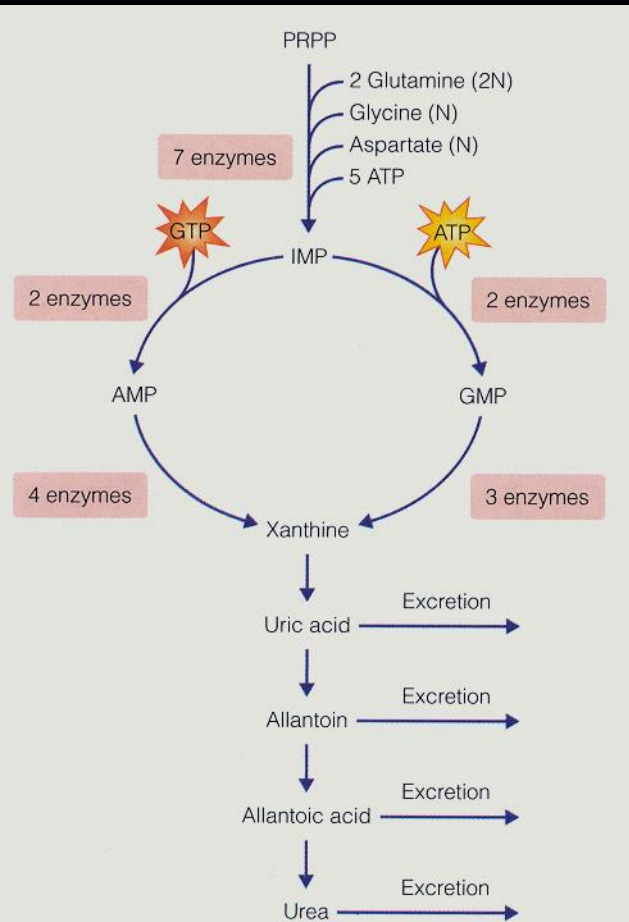 PRPP
2 Glutamine (2N)
Glycine (N)
Aspartate (N)
5 ATP
7 enzymes
GTP
ATP
IMP
2 enzymes
2 enzymes
AMP
GMP
4 enzymes
3 enzymes
Xanthine
Uric acid
Excretion
Allantoin
Excretion
Allantoic acid
Excretion
Urea
Excretion